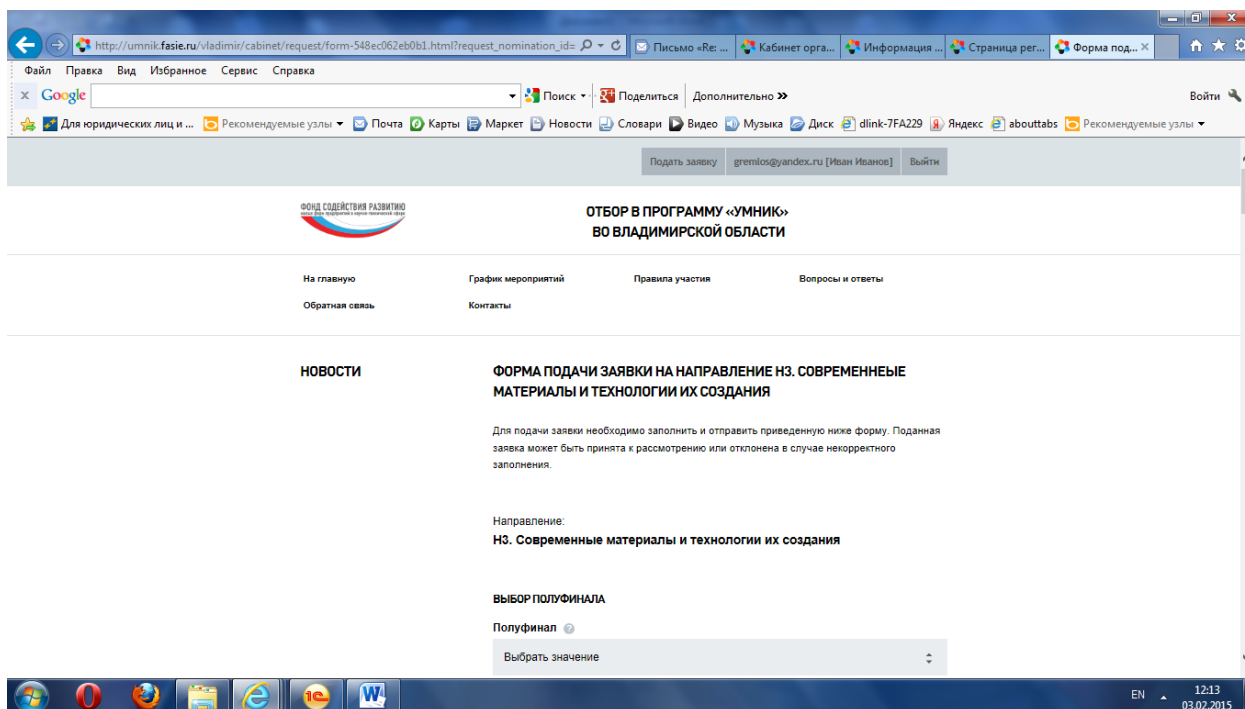 http://umnik.fasie.ru/vladimir/cabinet/request/form-548ec062eb0b1.html?request_nomination_id=
Письмо «Re: ...
Кабинет орга...
Информация ...
Страница рег...
Форма под...
Файл Правка Вид Избранное Сервис Справка
Google Поиск Поделиться Дополнительно » Войти
Для юридических лиц и ... Рекомендуемые узлы Почта Карты Маркет Новости Словари Видео Музыка Диск dlink-7FA229 Яндекс abouttabs Рекомендуемые узлы
Подать заявку gremlos@yandex.ru [Иван Иванов] Выйти
ФОНД СОДЕЙСТВИЯ РАЗВИТИЮ
ОТБОР В ПРОГРАММУ «УМНИК»
ВО ВЛАДИМИРСКОЙ ОБЛАСТИ
На главную График мероприятий Правила участия Вопросы и ответы
Обратная связь Контакты
НОВОСТИ
ФОРМА ПОДАЧИ ЗАЯВКИ НА НАПРАВЛЕНИЕ Н3. СОВРЕМЕННЕЫЕ
МАТЕРИАЛЫ И ТЕХНОЛОГИИ ИХ СОЗДАНИЯ
Для подачи заявки необходимо заполнить и отправить приведенную ниже форму. Поданная
заявка может быть принята к рассмотрению или отклонена в случае некорректного
заполнения.
Направление:
Н3. Современные материалы и технологии их создания
ВЫБОР ПОЛУФИНАЛА
Полуфинал ?
Выбрать значение
EN 12:13
03.02.2015